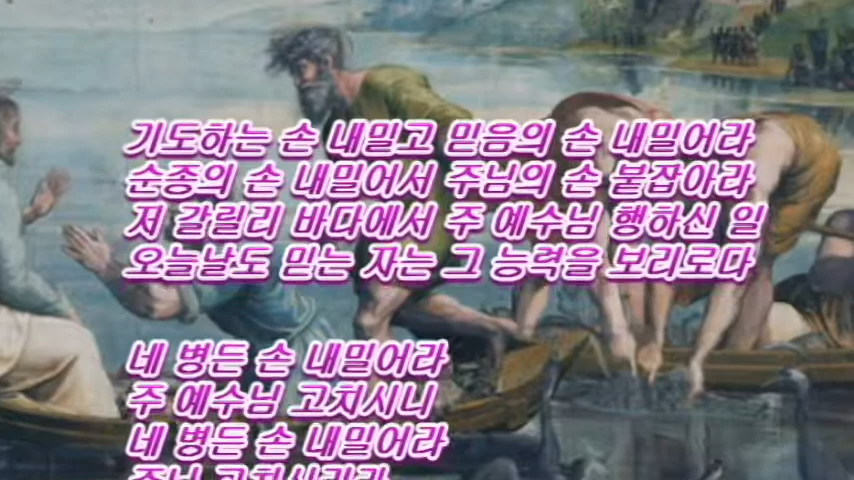 기도하는 손 내밀고 믿음의 손 내밀어라
순종의 손 내밀어서 주님의 손 붙잡아라
저 갈릴리 바다에서 주 예수님 행하신 일
오늘날도 믿는 자는 그 능력을 보리로다
네 병든 손 내밀어라
주 예수님 고치시니
네 병든 손 내밀어라